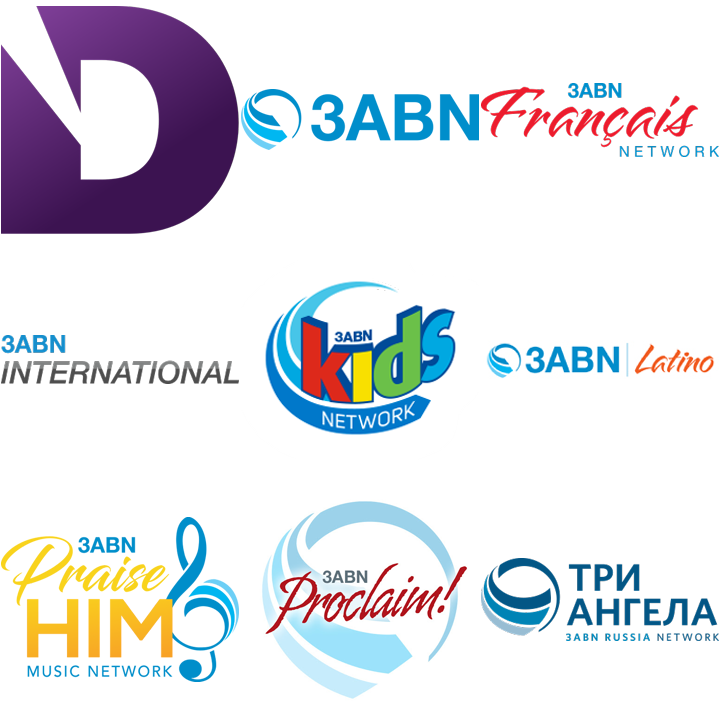 D
3ABN
3ABN
Français
NETWORK
3ABN
INTERNATIONAL
3ABN
kids
NETWORK
3ABN Latino
3ABN
Praise
HIM
MUSIC NETWORK
3ABN
Proclaim!
ТРИ
АНГЕЛА
3ABN RUSSIA NETWORK